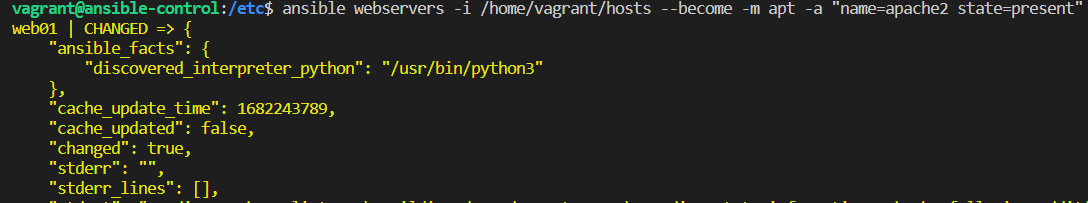 vagrant@ansible-control:/etc$ ansible webservers -i /home/vagrant/hosts --become -m apt -a "name=apache2 state=present"
web01 | CHANGED => {
    "ansible_facts": {
        "discovered_interpreter_python": "/usr/bin/python3"
    },
    "cache_update_time": 1682243789,
    "cache_updated": false,
    "changed": true,
    "stderr": "",
    "stderr_lines": [],